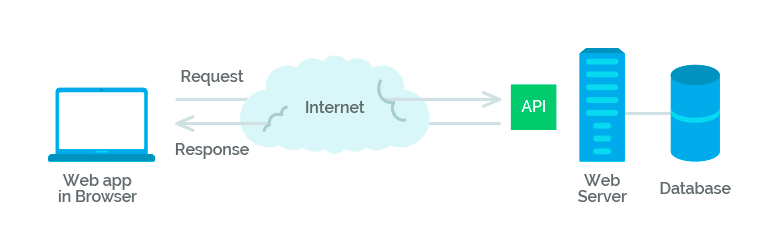 Request
Internet
API
Response
Web app
in Browser
Web
Server
Database